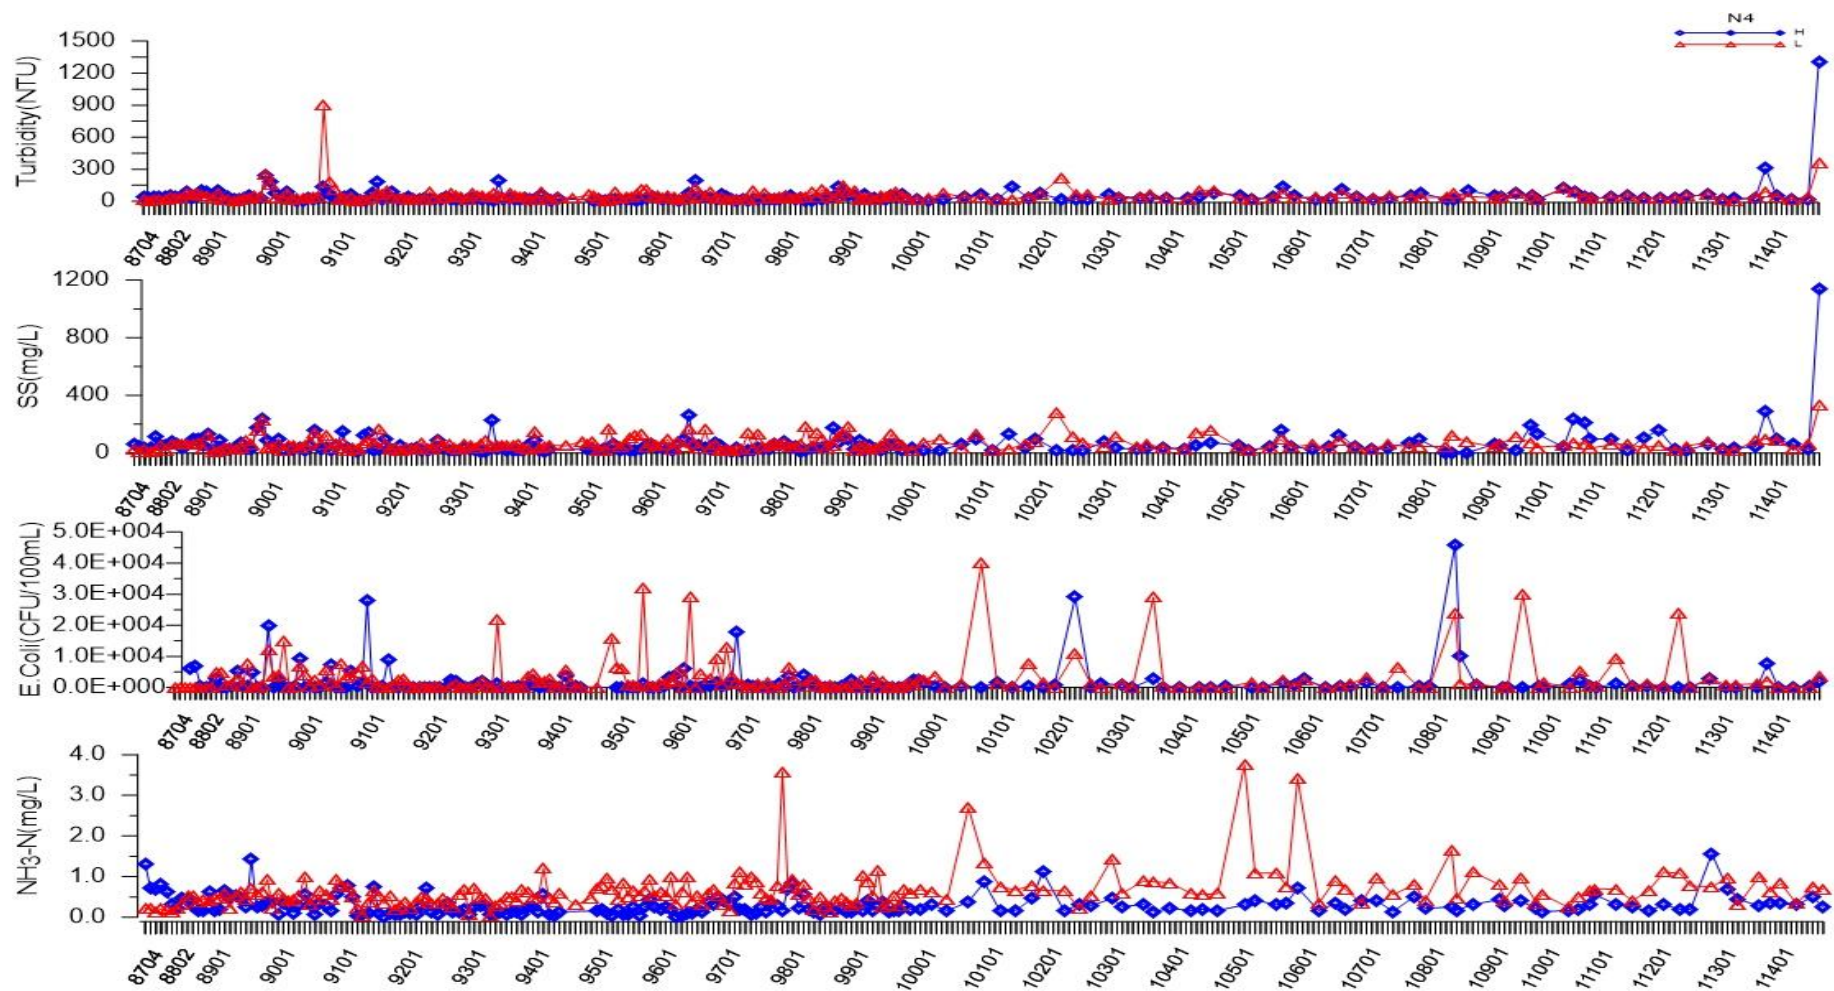 N4
H
L
Turbidity(NTU)
1500
1200
900
600
300
0
8704 8802 8901 9001 9101 9201 9301 9401 9501 9601 9701 9801 9901 10001 10101 10201 10301 10401 10501 10601 10701 10801 10901 11001 11101 11201 11301 11401
SS(mg/L)
1200
800
400
0
8704 8802 8901 9001 9101 9201 9301 9401 9501 9601 9701 9801 9901 10001 10101 10201 10301 10401 10501 10601 10701 10801 10901 11001 11101 11201 11301 11401
E.Coli(CFU/100mL)
5.0E+004
4.0E+004
3.0E+004
2.0E+004
1.0E+004
0.0E+000
8704 8802 8901 9001 9101 9201 9301 9401 9501 9601 9701 9801 9901 10001 10101 10201 10301 10401 10501 10601 10701 10801 10901 11001 11101 11201 11301 11401
NH3-N(mg/L)
4.0
3.0
2.0
1.0
0.0
8704 8802 8901 9001 9101 9201 9301 9401 9501 9601 9701 9801 9901 10001 10101 10201 10301 10401 10501 10601 10701 10801 10901 11001 11101 11201 11301 11401